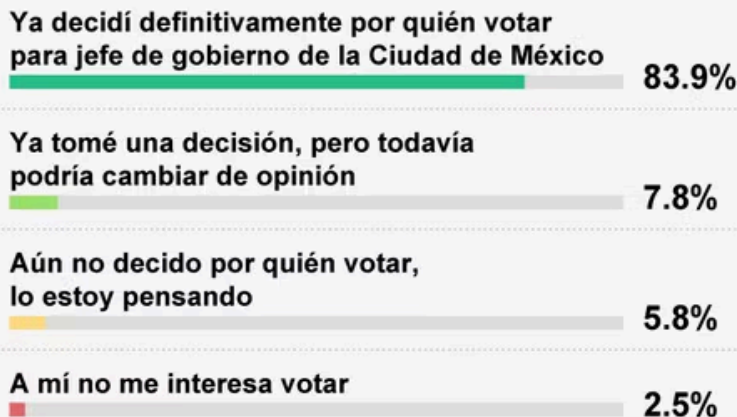 Ya decidí definitivamente por quién votar
para jefe de gobierno de la Ciudad de México
83.9%
Ya tomé una decisión, pero todavía
podría cambiar de opinión
7.8%
Aún no decido por quién votar,
lo estoy pensando
5.8%
A mí no me interesa votar
2.5%